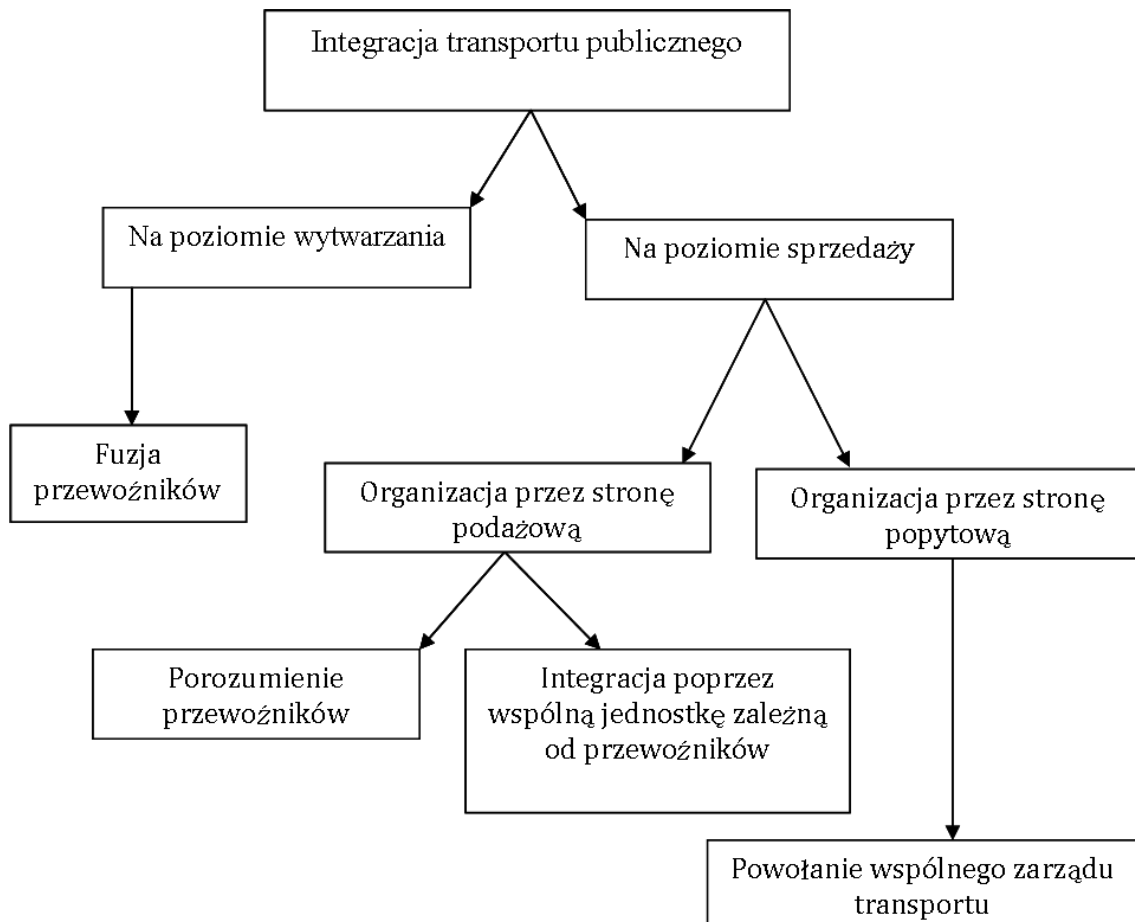 Integracja transportu publicznego
Na poziomie wytwarzania
Na poziomie sprzedaży
Fuzja
przewoźników
Organizacja przez stronę
podażową
Organizacja przez stronę
popytową
Porozumienie
przewoźników
Integracja poprzez
wspólną jednostkę zależną
od przewoźników
Powołanie wspólnego zarządu
transportu